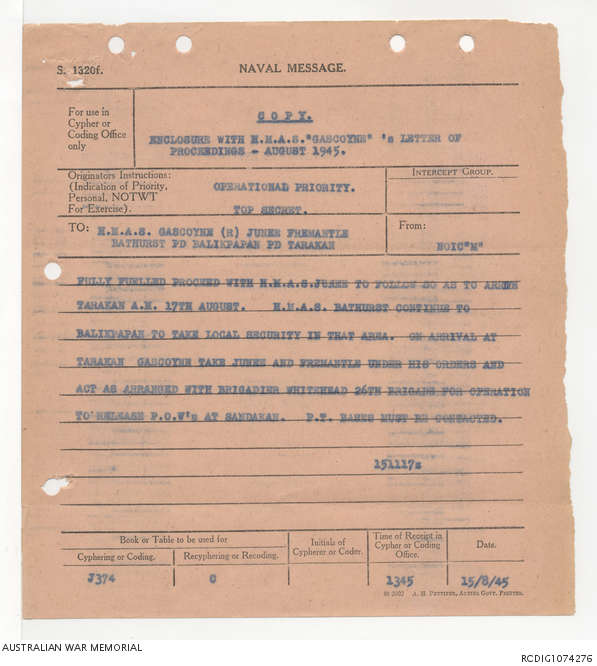 S. 1320f.
NAVAL MESSAGE.
For use in
Cypher or
Coding Office
only
COPY.
ENCLOSURE WITH H.M.A.S."GASCOYNE" 's LETTER OF
PROCEEDINGS - AUGUST 1945.
Originators Instructions:
(Indication of Priority,
Personal, NOTWT
For Exercise).
OPERATIONAL PRIORITY.
TOP SECRET.
INTERCEPT GROUP.
TO:
H.M.A.S. GASCOYNE (R) JUNEE FREMANTLE
BATHURST PD BALIKPAPAN PD TARAKAN
From:
NOIC"M"
FULLY FUELLED PROCEED WITH H.M.A.S.JUNEE TO FOLLOW SO AS TO
TARAKAN A.M. 17TH AUGUST. H.M.A.S. BATHURST CONTINUE TO
BALIKPAPAN TO TAKE LOCAL SECURITY IN THAT AREA. ON ARRIVAL AT
TARAKAN GASCOYNE TAKE JUNEE AND FREMANTLE UNDER HIS ORDERS AND
ACT AS ARRANGED WITH BRIGADIER WHITEHEAD 26TH BRIGADE FOR OPERATION
TO RELEASE P.O.W's AT SANDAKAN. P.T. BASES MUST BE CONTACTED.
151117z
Book or Table to be used for
Cyphering or Coding.
Recyphering or Recoding.
Initials of
Cypherer or Coder.
Time of Receipt in
Cypher or Coding
Office.
Date.
J374
C
1345
15/8/45
A. H. PETTIFER, ACTING GOVT. PRINTER.
AUSTRALIAN WAR MEMORIAL
RCDIG1074276